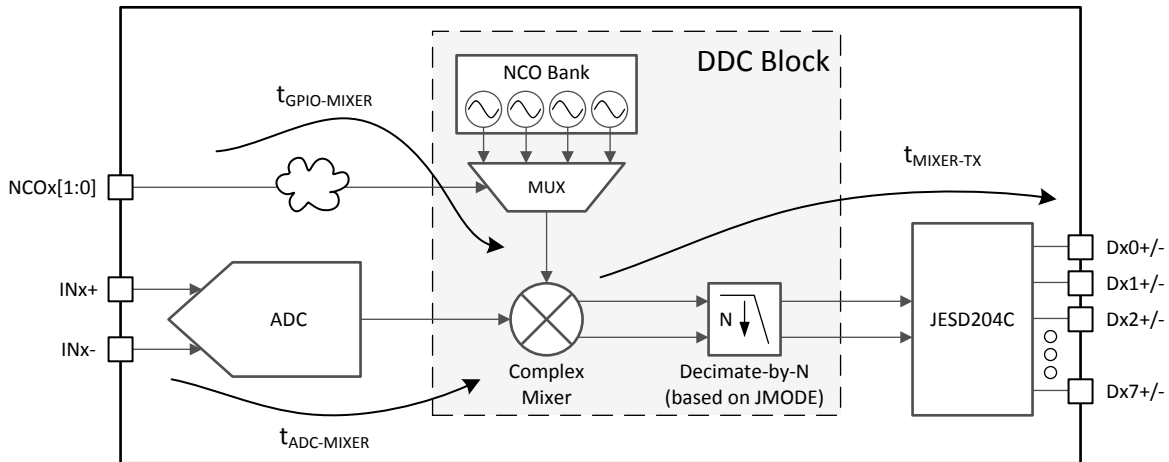 NCO Bank
DDC Block
tGPIO-MIXER
MUX
tMIXER-TX
NCOx[1:0]
INx+
INx-
ADC
N
JESD204C
Dx0+/-
Dx1+/-
Dx2+/-
Dx7+/-
Complex
Mixer
Decimate-by-N
(based on JMODE)
tADC-MIXER